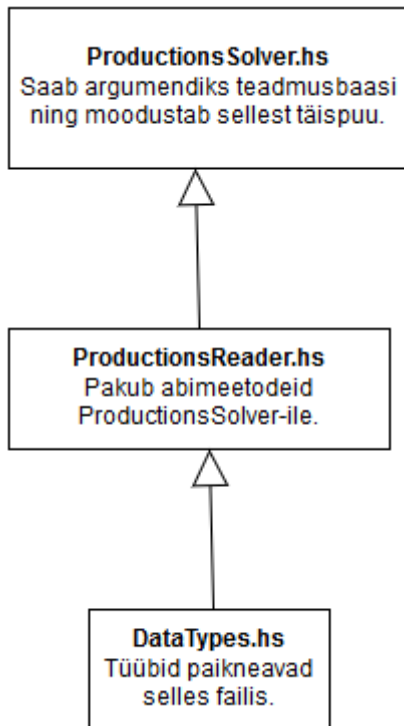 ProductionsSolver.hs
Saab argumendiks teadmusbaasi
ning moodustab sellest täispuu.
ProductionsReader.hs
Pakub abimeetodeid
ProductionsSolver-ile.
DataTypes.hs
Tüübid paikneavad
selles failis.